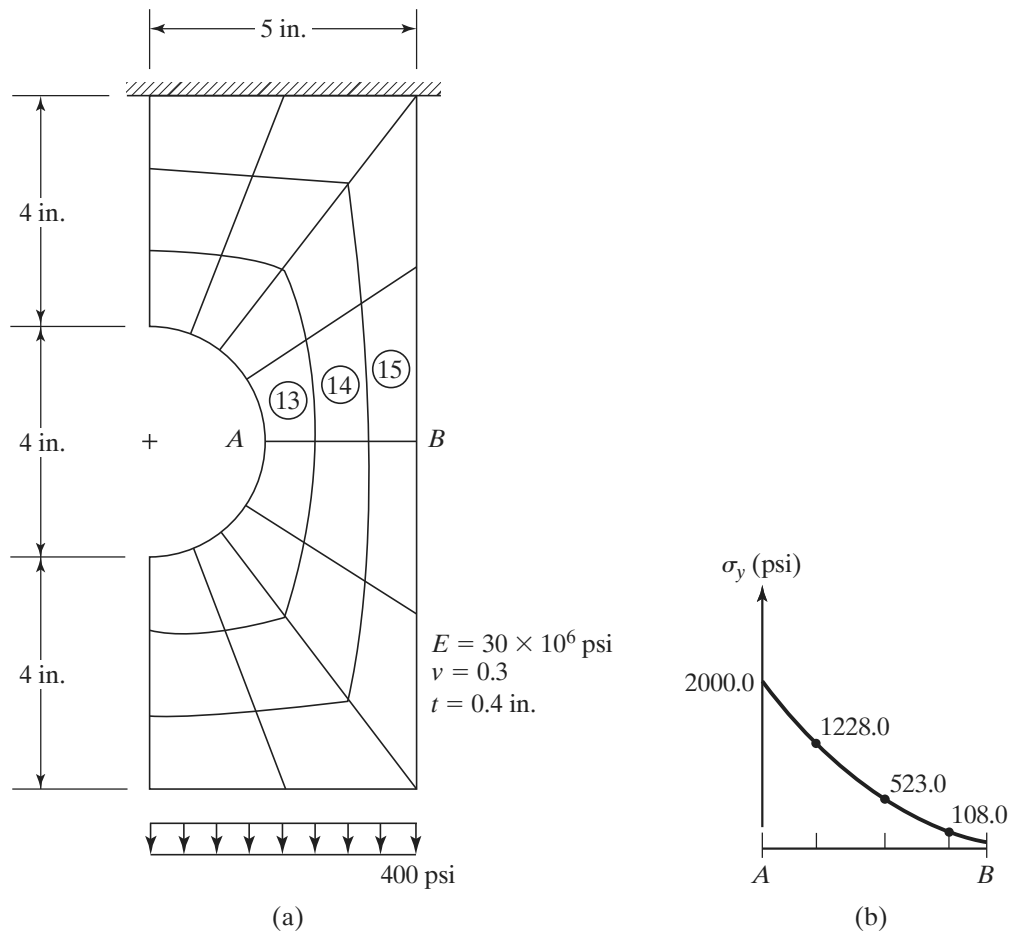 5 in.
4 in.
4 in.
4 in.
13
14
15
+
A
B
E = 30 × 10⁶ psi
ν = 0.3
t = 0.4 in.
400 psi
(a)
σy (psi)
2000.0
1228.0
523.0
108.0
A
B
(b)